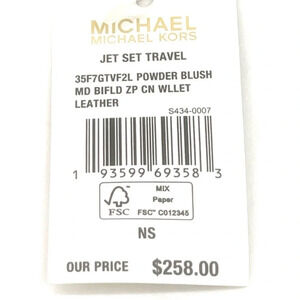 MICHAEL
MICHAEL KORS
JET SET TRAVEL
35F7GTVF2L POWDER BLUSH
MD BIFLD ZP CN WLLET
LEATHER
S434-0007
1 93599 69358 3
FSC
MIX
Paper
FSC™ C012345
NS
OUR PRICE $258.00